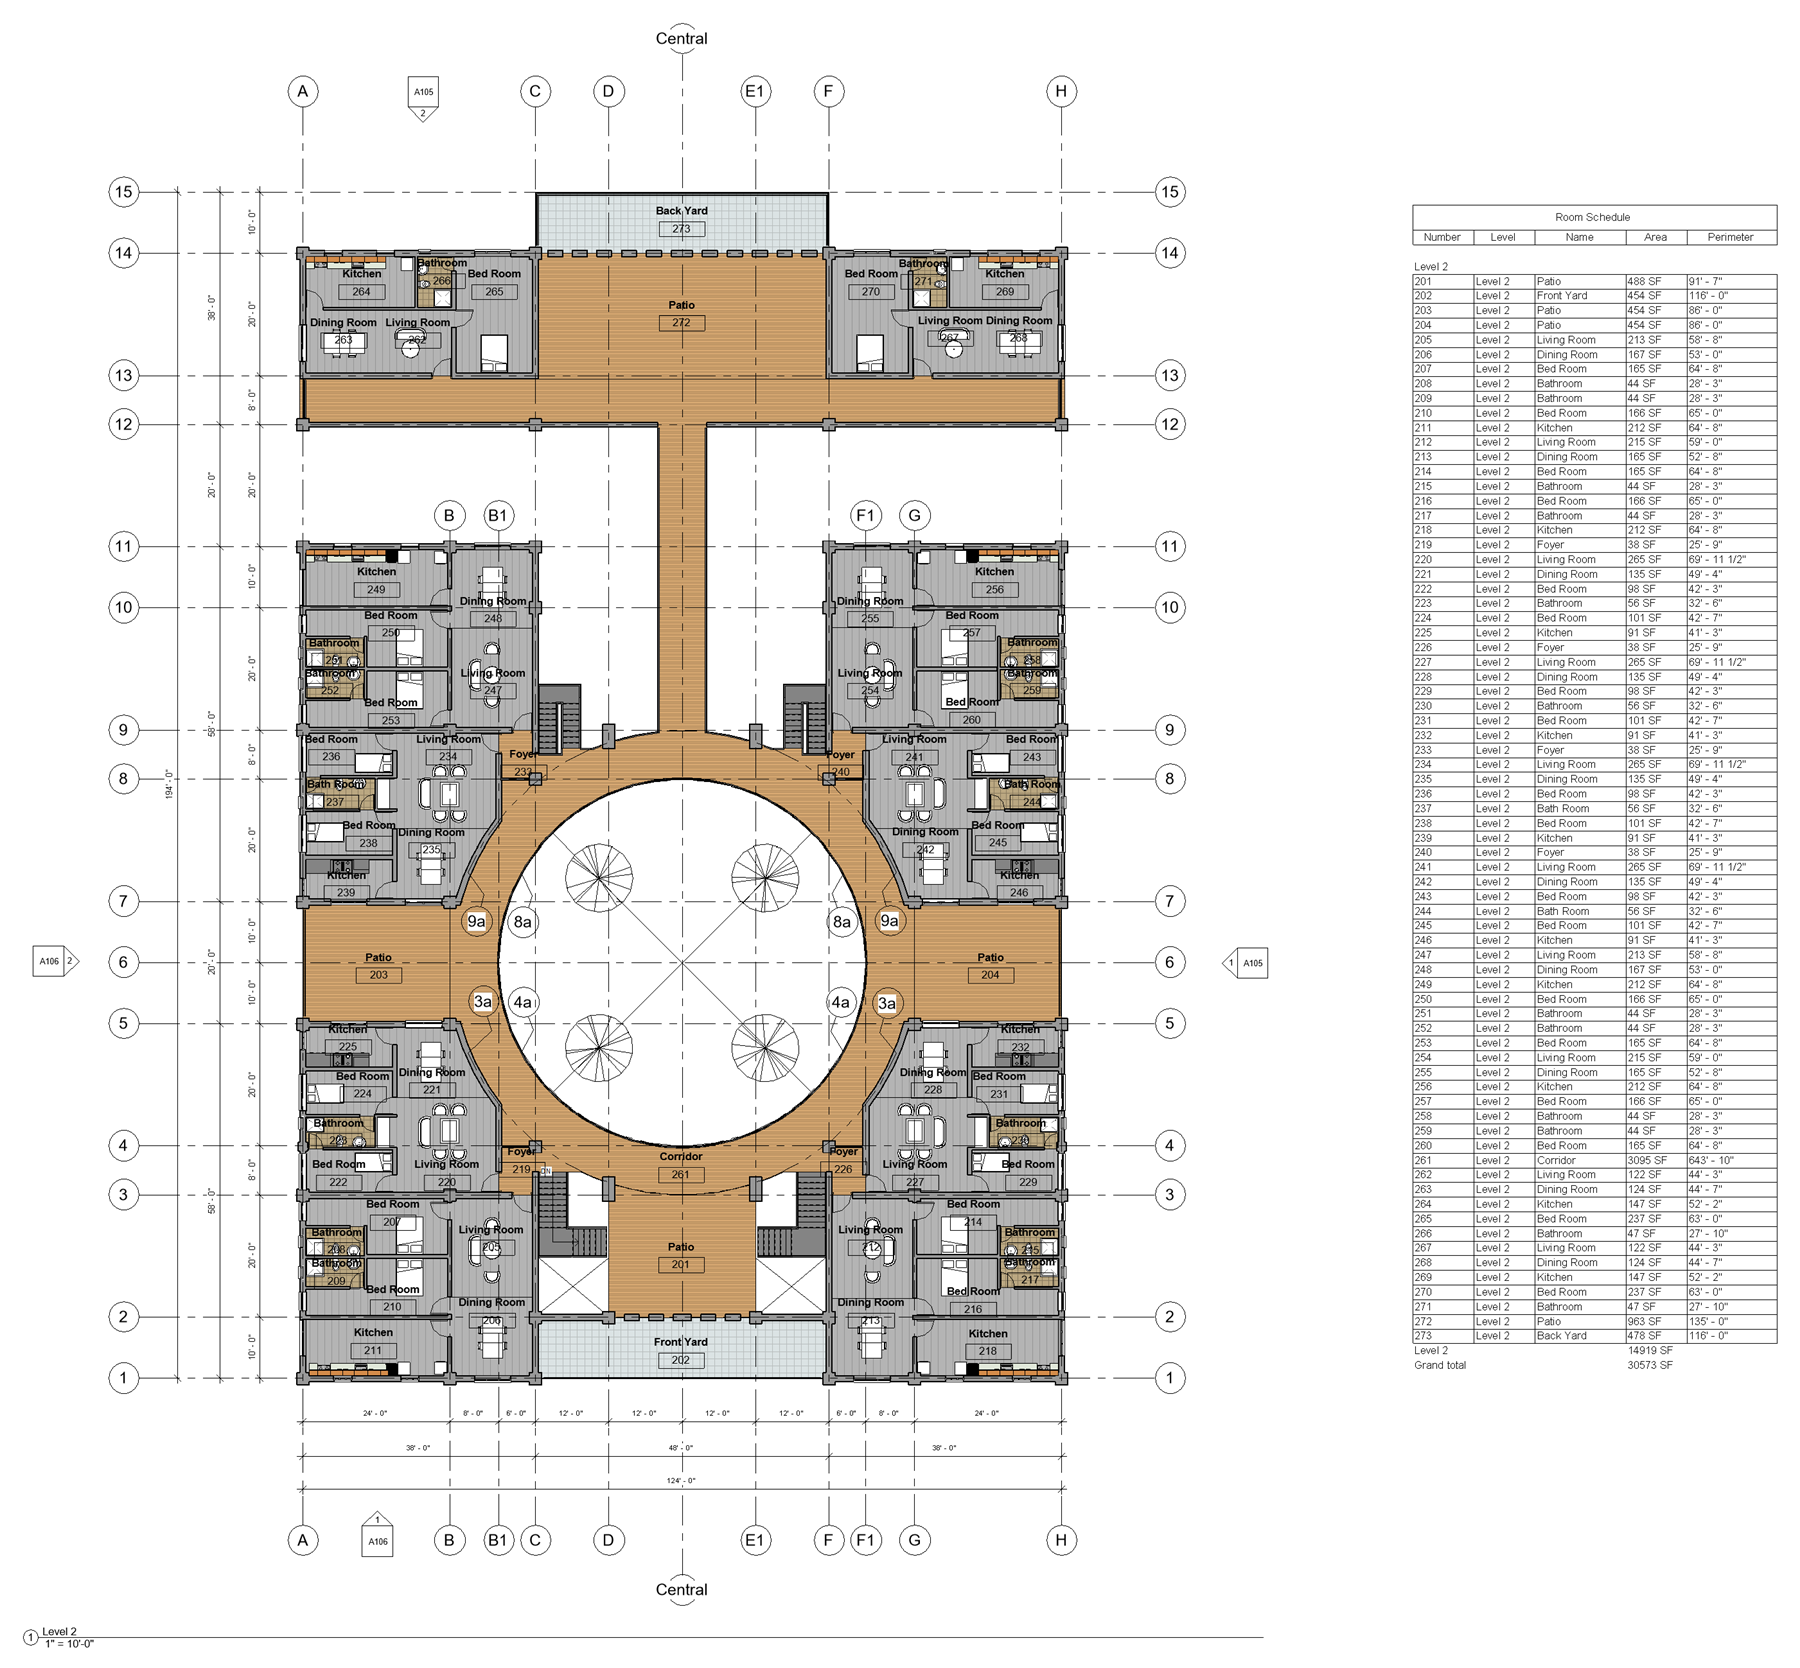 Central
A
A105
2
C
D
E1
F
H
15
15
10' - 0"
Back Yard
273
14
14
Kitchen
264
Bathroom
266
Bed Room
265
Bed Room
270
Bathroom
271
Kitchen
269
38' - 0"
20' - 0"
Patio
272
Dining Room
263
Living Room
262
Living Room
267
Dining Room
268
13
13
8' - 0"
12
12
20' - 0"
20' - 0"
B
B1
F1
G
11
11
10' - 0"
Kitchen
249
Kitchen
256
10
10
Dining Room
248
Dining Room
255
Bed Room
250
Bed Room
257
Bathroom
251
Bathroom
258
20' - 0"
Bathroom
252
Living Room
247
Living Room
254
Bathroom
259
Bed Room
253
Bed Room
260
58' - 0"
9
9
Bed Room
236
Living Room
234
Foyer
233
Foyer
240
Living Room
241
Bed Room
243
8' - 0"
8
8
194' - 0"
Bath Room
237
Bath Room
244
20' - 0"
Bed Room
238
Dining Room
235
Dining Room
242
Bed Room
245
Kitchen
239
Kitchen
246
7
7
9a
8a
8a
9a
10' - 0"
A106
2
6
20' - 0"
Patio
203
Patio
204
6
1
A105
10' - 0"
3a
4a
4a
3a
5
5
Kitchen
225
Kitchen
232
Dining Room
221
Dining Room
228
Bed Room
224
Bed Room
231
20' - 0"
Bathroom
223
Bathroom
230
4
4
Foyer
219
DN
Corridor
261
Foyer
226
Bed Room
222
Living Room
220
Living Room
227
Bed Room
229
8' - 0"
3
3
58' - 0"
Bed Room
207
Bed Room
214
Living Room
205
Living Room
212
Bathroom
208
Bathroom
215
20' - 0"
Patio
201
Bathroom
209
Bathroom
217
Bed Room
210
Bed Room
216
Dining Room
206
Dining Room
213
2
2
10' - 0"
Kitchen
211
Front Yard
202
Kitchen
218
1
1
24' - 0" 8' - 0" 6' - 0" 12' - 0" 12' - 0" 12' - 0" 12' - 0" 6' - 0" 8' - 0" 24' - 0"
38' - 0" 48' - 0" 38' - 0"
124' - 0"
1
A106
A B B1 C D E1 F F1 G H
Central
1 Level 2
1" = 10'-0"
Room Schedule
Number Level Name Area Perimeter
Level 2
201 Level 2 Patio 488 SF 91' - 7"
202 Level 2 Front Yard 454 SF 116' - 0"
203 Level 2 Patio 454 SF 86' - 0"
204 Level 2 Patio 454 SF 86' - 0"
205 Level 2 Living Room 213 SF 58' - 8"
206 Level 2 Dining Room 167 SF 53' - 0"
207 Level 2 Bed Room 165 SF 64' - 8"
208 Level 2 Bathroom 44 SF 28' - 3"
209 Level 2 Bathroom 44 SF 28' - 3"
210 Level 2 Bed Room 166 SF 65' - 0"
211 Level 2 Kitchen 212 SF 64' - 8"
212 Level 2 Living Room 215 SF 59' - 0"
213 Level 2 Dining Room 165 SF 52' - 8"
214 Level 2 Bed Room 165 SF 64' - 8"
215 Level 2 Bathroom 44 SF 28' - 3"
216 Level 2 Bed Room 166 SF 65' - 0"
217 Level 2 Bathroom 44 SF 28' - 3"
218 Level 2 Kitchen 212 SF 64' - 8"
219 Level 2 Foyer 38 SF 25' - 9"
220 Level 2 Living Room 265 SF 69' - 11 1/2"
221 Level 2 Dining Room 135 SF 49' - 4"
222 Level 2 Bed Room 98 SF 42' - 3"
223 Level 2 Bathroom 56 SF 32' - 6"
224 Level 2 Bed Room 101 SF 42' - 7"
225 Level 2 Kitchen 91 SF 41' - 3"
226 Level 2 Foyer 38 SF 25' - 9"
227 Level 2 Living Room 265 SF 69' - 11 1/2"
228 Level 2 Dining Room 135 SF 49' - 4"
229 Level 2 Bed Room 98 SF 42' - 3"
230 Level 2 Bathroom 56 SF 32' - 6"
231 Level 2 Bed Room 101 SF 42' - 7"
232 Level 2 Kitchen 91 SF 41' - 3"
233 Level 2 Foyer 38 SF 25' - 9"
234 Level 2 Living Room 265 SF 69' - 11 1/2"
235 Level 2 Dining Room 135 SF 49' - 4"
236 Level 2 Bed Room 98 SF 42' - 3"
237 Level 2 Bath Room 56 SF 32' - 6"
238 Level 2 Bed Room 101 SF 42' - 7"
239 Level 2 Kitchen 91 SF 41' - 3"
240 Level 2 Foyer 38 SF 25' - 9"
241 Level 2 Living Room 265 SF 69' - 11 1/2"
242 Level 2 Dining Room 135 SF 49' - 4"
243 Level 2 Bed Room 98 SF 42' - 3"
244 Level 2 Bath Room 56 SF 32' - 6"
245 Level 2 Bed Room 101 SF 42' - 7"
246 Level 2 Kitchen 91 SF 41' - 3"
247 Level 2 Living Room 213 SF 58' - 8"
248 Level 2 Dining Room 167 SF 53' - 0"
249 Level 2 Kitchen 212 SF 64' - 8"
250 Level 2 Bed Room 166 SF 65' - 0"
251 Level 2 Bathroom 44 SF 28' - 3"
252 Level 2 Bathroom 44 SF 28' - 3"
253 Level 2 Bed Room 165 SF 64' - 8"
254 Level 2 Living Room 215 SF 59' - 0"
255 Level 2 Dining Room 165 SF 52' - 8"
256 Level 2 Kitchen 212 SF 64' - 8"
257 Level 2 Bed Room 166 SF 65' - 0"
258 Level 2 Bathroom 44 SF 28' - 3"
259 Level 2 Bathroom 44 SF 28' - 3"
260 Level 2 Bed Room 165 SF 64' - 8"
261 Level 2 Corridor 3095 SF 643' - 10"
262 Level 2 Living Room 122 SF 44' - 3"
263 Level 2 Dining Room 124 SF 44' - 7"
264 Level 2 Kitchen 147 SF 52' - 2"
265 Level 2 Bed Room 237 SF 63' - 0"
266 Level 2 Bathroom 47 SF 27' - 10"
267 Level 2 Living Room 122 SF 44' - 3"
268 Level 2 Dining Room 124 SF 44' - 7"
269 Level 2 Kitchen 147 SF 52' - 2"
270 Level 2 Bed Room 237 SF 63' - 0"
271 Level 2 Bathroom 47 SF 27' - 10"
272 Level 2 Patio 963 SF 135' - 0"
273 Level 2 Back Yard 478 SF 116' - 0"
Level 2 14919 SF
Grand total 30573 SF